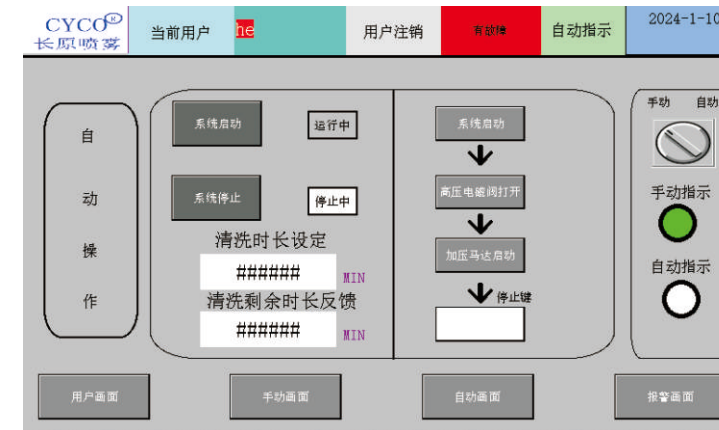 CYCO®
长原喷雾
当前用户
he
用户注销
有故障
自动指示
2024-1-10
自动操作
系统启动
运行中
系统停止
停止中
清洗时长设定
###### MIN
清洗剩余时长反馈
###### MIN
系统启动
高压电磁阀打开
加压马达启动
停止键
手动 自动
手动指示
自动指示
用户画面
手动画面
自动画面
报警画面